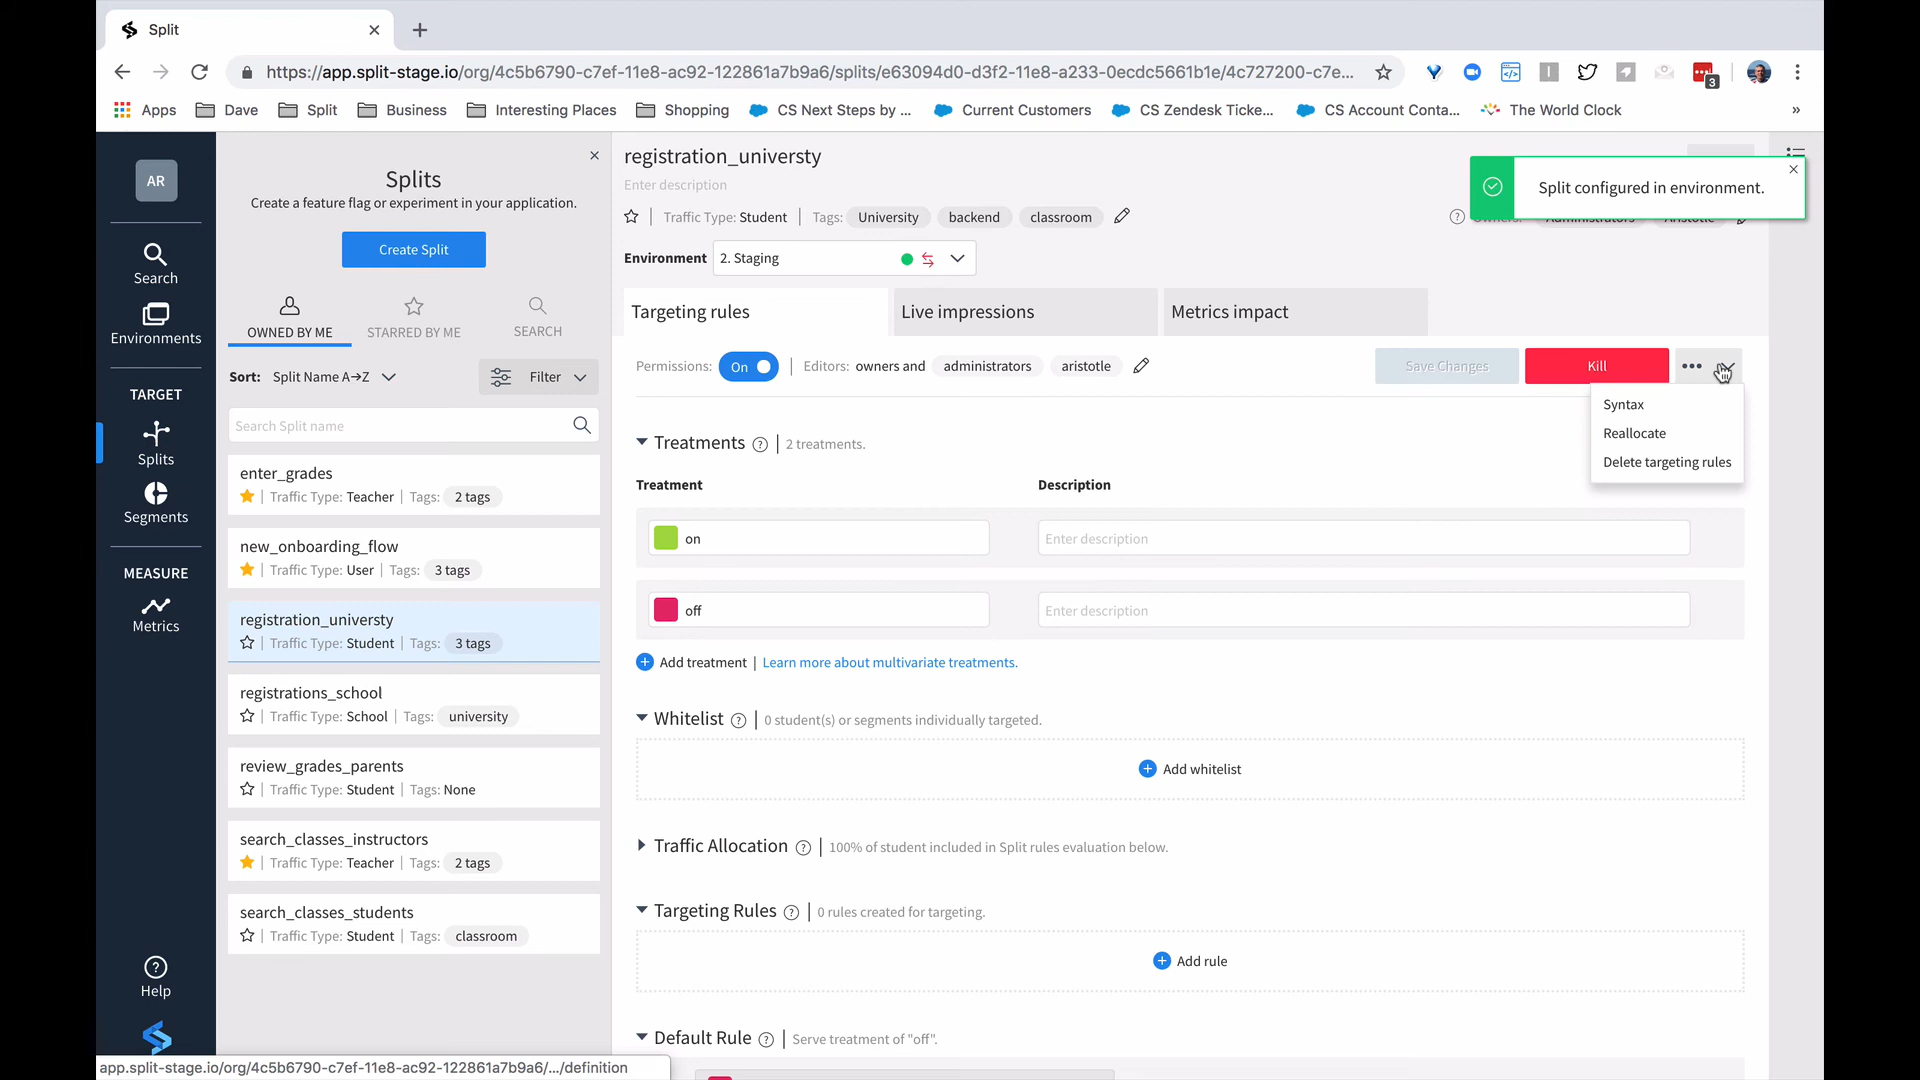 Split
https://app.split-stage.io/org/4c5b6790-c7ef-11e8-ac92-122861a7b9a6/splits/e63094d0-d3f2-11e8-a233-0ecdc5661b1e/4c727200-c7e...
3
Apps Dave Split Business Interesting Places Shopping CS Next Steps by ... Current Customers CS Zendesk Ticke... CS Account Conta... The World Clock »
AR
Search
Environments
TARGET
Splits
Segments
MEASURE
Metrics
Help
Splits
Create a feature flag or experiment in your application.
Create Split
OWNED BY ME STARRED BY ME SEARCH
Sort: Split Name A→Z Filter
Search Split name
enter_grades
Traffic Type: Teacher | Tags: 2 tags
new_onboarding_flow
Traffic Type: User | Tags: 3 tags
registration_universty
Traffic Type: Student | Tags: 3 tags
registrations_school
Traffic Type: School | Tags: university
review_grades_parents
Traffic Type: Student | Tags: None
search_classes_instructors
Traffic Type: Teacher | Tags: 2 tags
search_classes_students
Traffic Type: Student | Tags: classroom
registration_universty
Enter description
Traffic Type: Student | Tags: University backend classroom
Split configured in environment.
Environment 2. Staging
Targeting rules Live impressions Metrics impact
Permissions: On | Editors: owners and administrators aristotle
Save Changes Kill
Syntax
Reallocate
Delete targeting rules
Treatments ? | 2 treatments.
Treatment Description
on Enter description
off Enter description
Add treatment | Learn more about multivariate treatments.
Whitelist ? | 0 student(s) or segments individually targeted.
Add whitelist
Traffic Allocation ? | 100% of student included in Split rules evaluation below.
Targeting Rules ? | 0 rules created for targeting.
Add rule
Default Rule ? | Serve treatment of "off".
app.split-stage.io/org/4c5b6790-c7ef-11e8-ac92-122861a7b9a6/.../definition